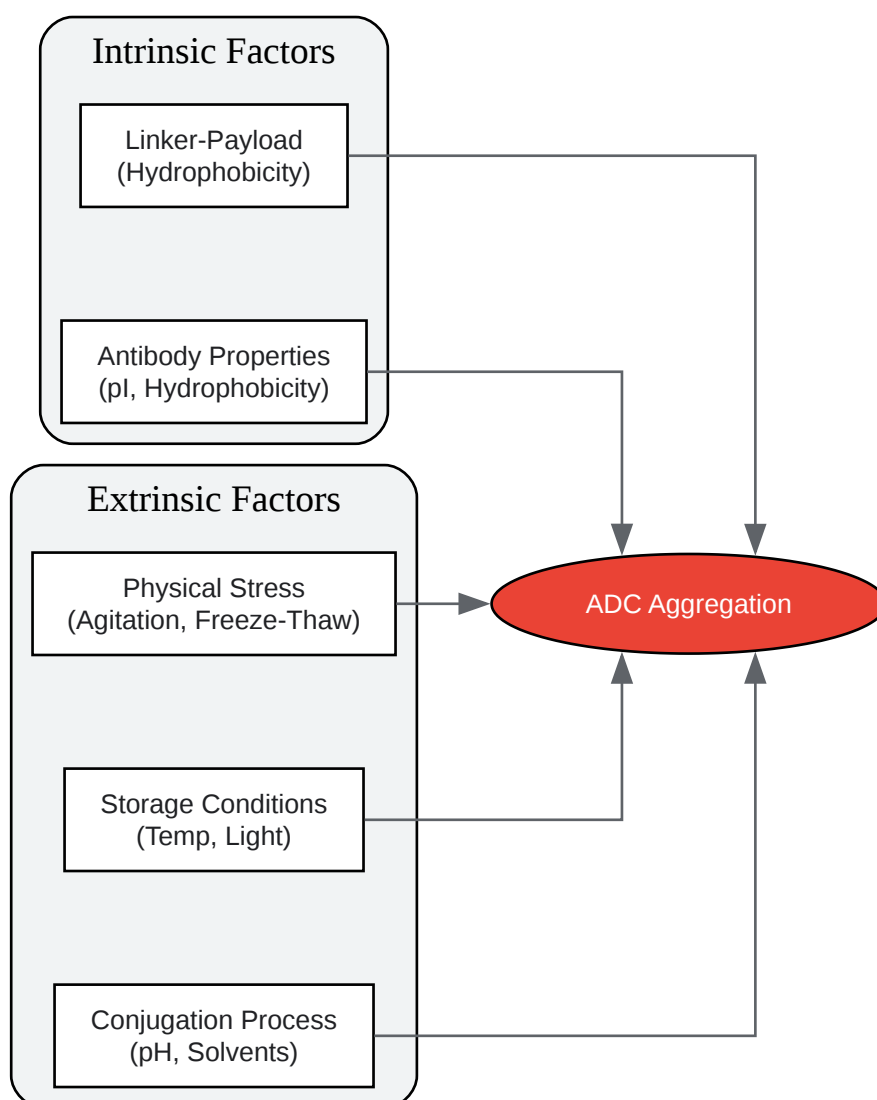 Intrinsic Factors
Linker-Payload
(Hydrophobicity)
Antibody Properties
(pI, Hydrophobicity)
Extrinsic Factors
Physical Stress
(Agitation, Freeze-Thaw)
ADC Aggregation
Storage Conditions
(Temp, Light)
Conjugation Process
(pH, Solvents)